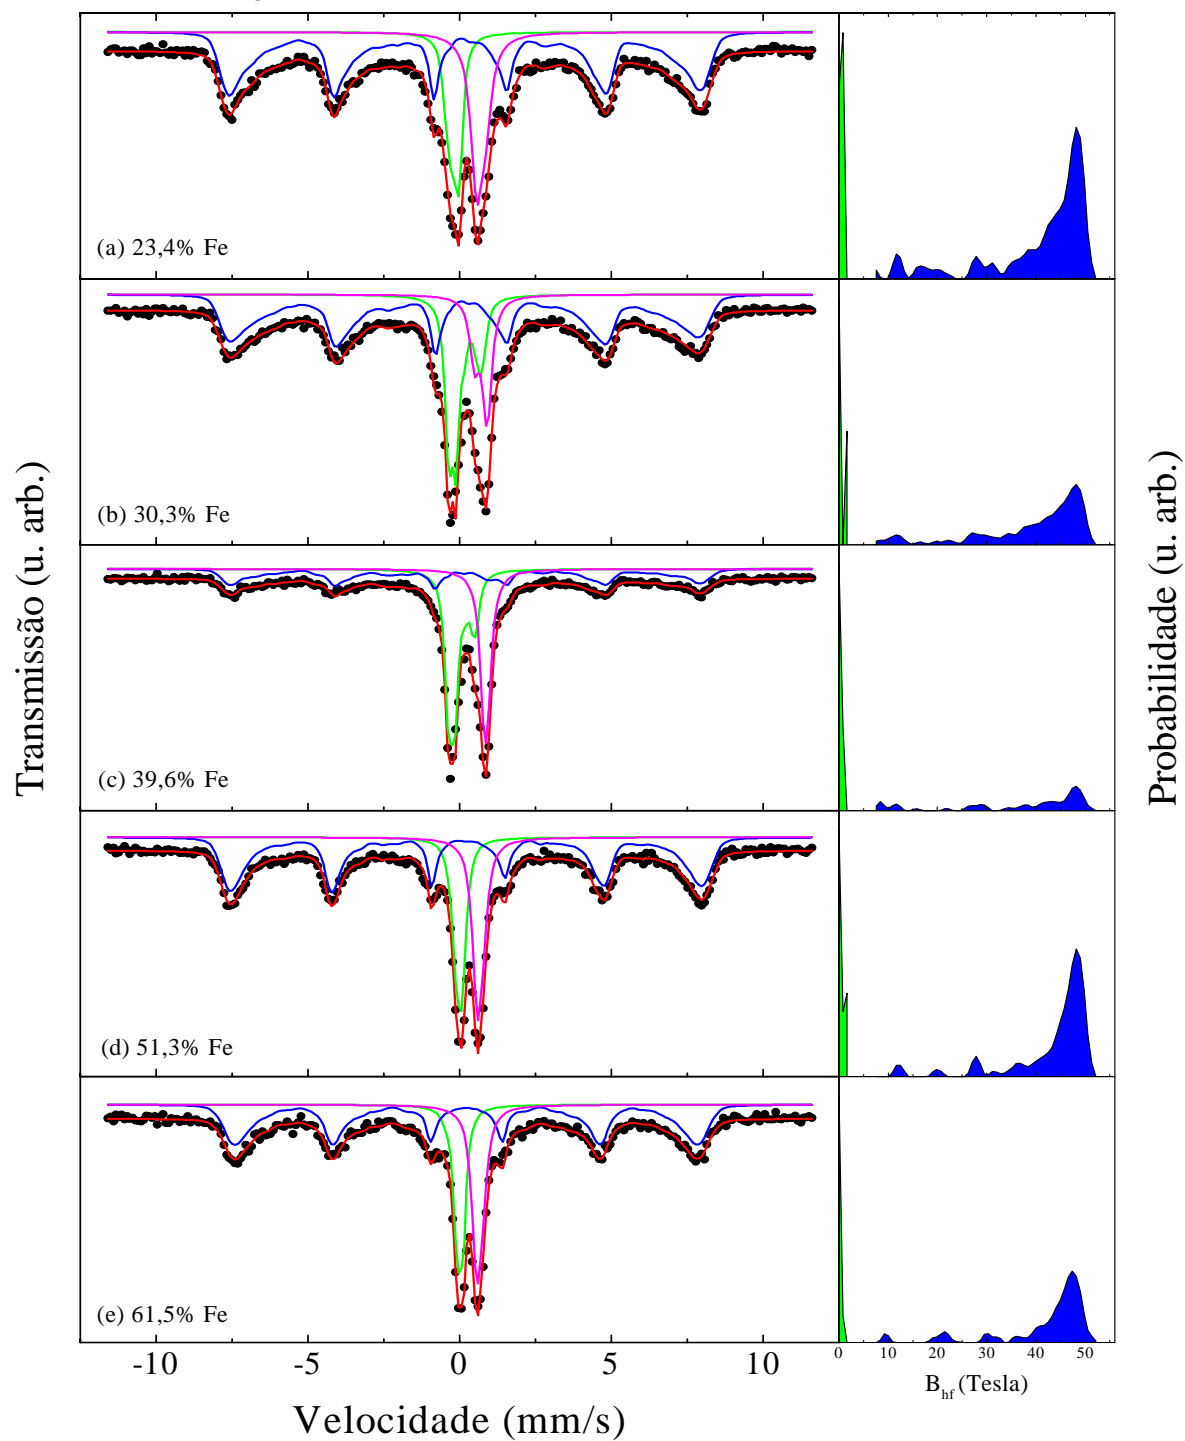 (a) 23,4% Fe
(b) 30,3% Fe
(c) 39,6% Fe
(d) 51,3% Fe
(e) 61,5% Fe
Transmissão (u. arb.)
Probabilidade (u. arb.)
-10 -5 0 5 10
Velocidade (mm/s)
0 10 20 30 40 50
B_hf (Tesla)